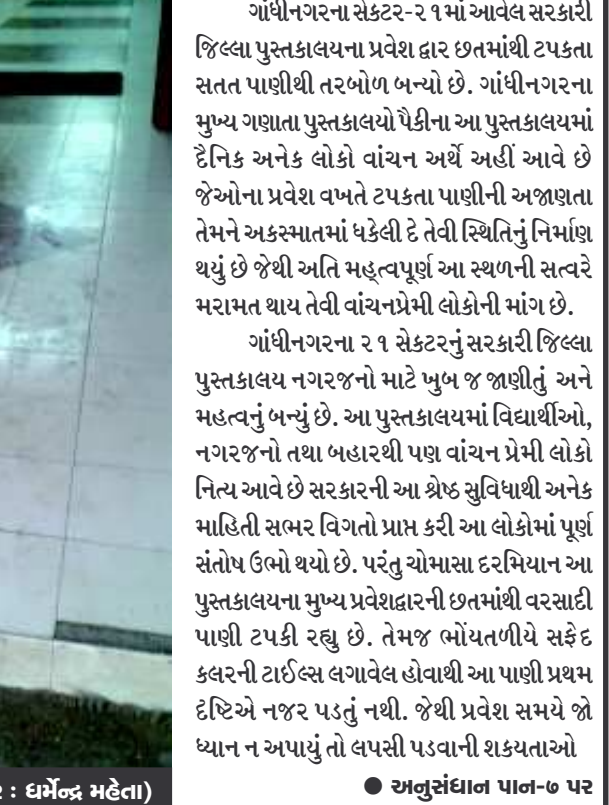 ગાંધીનગરના સેક્ટર-૨૧માં આવેલ સરકારી
જિલ્લા પુસ્તકાલયના પ્રવેશ દ્વાર છતમાંથી ટપકતા
સતત પાણીથી તરબોળ બન્યો છે. ગાંધીનગરના
મુખ્ય ગણાતા પુસ્તકાલયો પૈકીના આ પુસ્તકાલયમાં
દૈનિક અનેક લોકો વાંચન અર્થે અહીં આવે છે
જેઓના પ્રવેશ વખતે ટપકતા પાણીની અજાણતા
તેમને અકસ્માતમાં ધકેલી દે તેવી સ્થિતિનું નિર્માણ
થયું છે જેથી અતિ મહત્વપૂર્ણ આ સ્થળની સત્વરે
મરામત થાય તેવી વાંચનપ્રેમી લોકોની માંગ છે.
ગાંધીનગરના ૨૧ સેકટરનું સરકારી જિલ્લા
પુસ્તકાલય નગરજનો માટે ખુબ જ જાણીતું અને
મહત્વનું બન્યું છે. આ પુસ્તકાલયમાં વિદ્યાર્થીઓ,
નગરજનો તથા બહારથી પણ વાંચન પ્રેમી લોકો
નિત્ય આવે છે સરકારની આ શ્રેષ્ઠ સુવિધાથી અનેક
માહિતી સભર વિગતો પ્રાપ્ત કરી આ લોકોમાં પૂર્ણ
સંતોષ ઉભો થયો છે. પરંતુ ચોમાસા દરમિયાન આ
પુસ્તકાલયના મુખ્ય પ્રવેશદ્વારની છતમાંથી વરસાદી
પાણી ટપકી રહ્યુ છે. તેમજ ભોંયતળીયે સફેદ
કલરની ટાઈલ્સ લગાવેલ હોવાથી આ પાણી પ્રથમ
દૃષ્ટિએ નજર પડતું નથી. જેથી પ્રવેશ સમયે જો
ધ્યાન ન અપાયું તો લપસી પડવાની શકયતાઓ
● અનુસંધાન પાન-૭ પર
: ધર્મેન્દ્ર મહેતા)